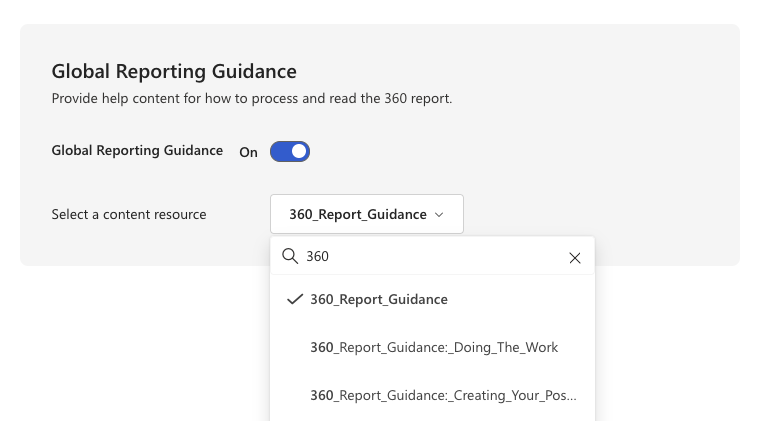 Global Reporting Guidance
Provide help content for how to process and read the 360 report.
Global Reporting Guidance On
Select a content resource 360_Report_Guidance
360
360_Report_Guidance
360_Report_Guidance:_Doing_The_Work
360_Report_Guidance:_Creating_Your_Pos...